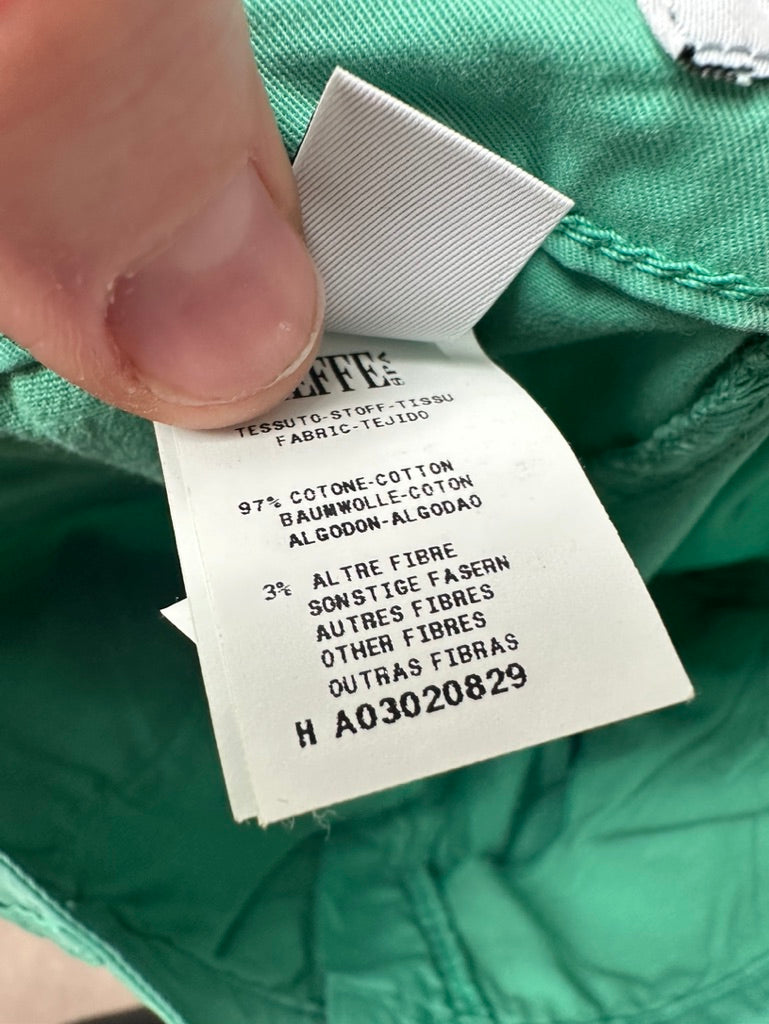 TESSUTO-STOFF-TISSU
FABRIC-TEJIDO
97% COTONE-COTTON
BAUMWOLLE-COTON
ALGODON-ALGODAO
3% ALTRE FIBRE
SONSTIGE FASERN
AUTRES FIBRES
OTHER FIBRES
OUTRAS FIBRAS
H A03020829